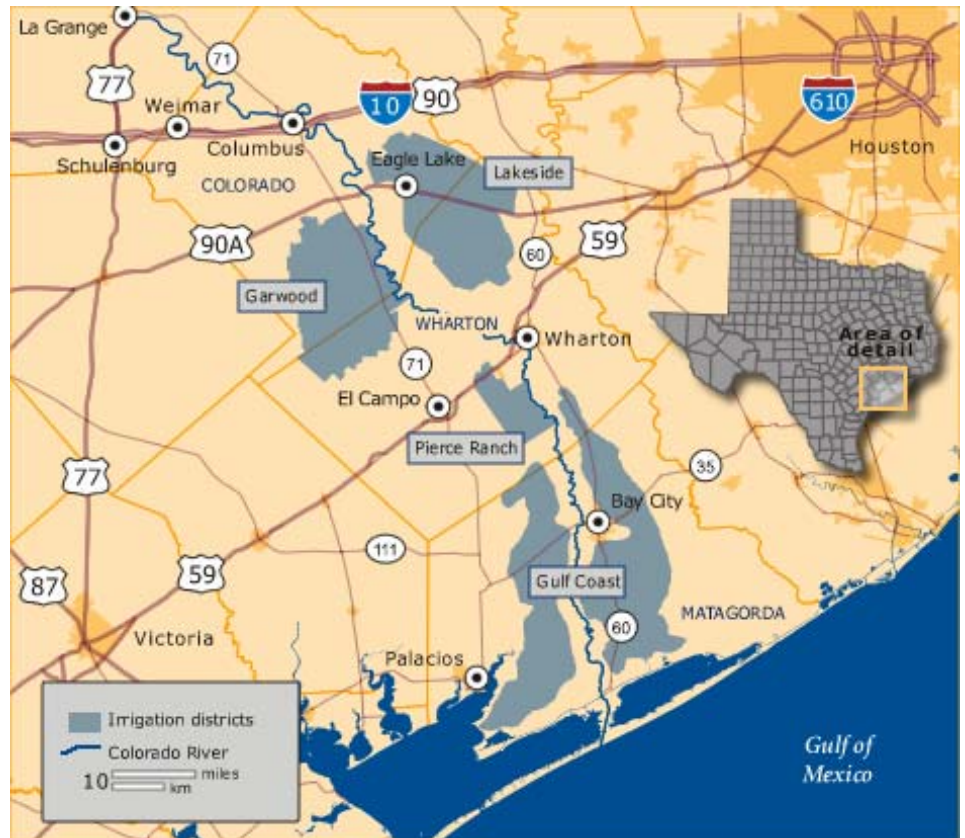 La Grange
71
77
10
90
610
Weimar
Columbus
Schulenburg
Houston
Eagle Lake
Lakeside
COLORADO
90A
59
60
Garwood
WHARTON
Wharton
Area of
detail
71
El Campo
Pierce Ranch
77
35
Bay City
111
59
Gulf Coast
87
MATAGORDA
60
Victoria
Palacios
Irrigation districts
Colorado River
10 miles
km
Gulf of
Mexico